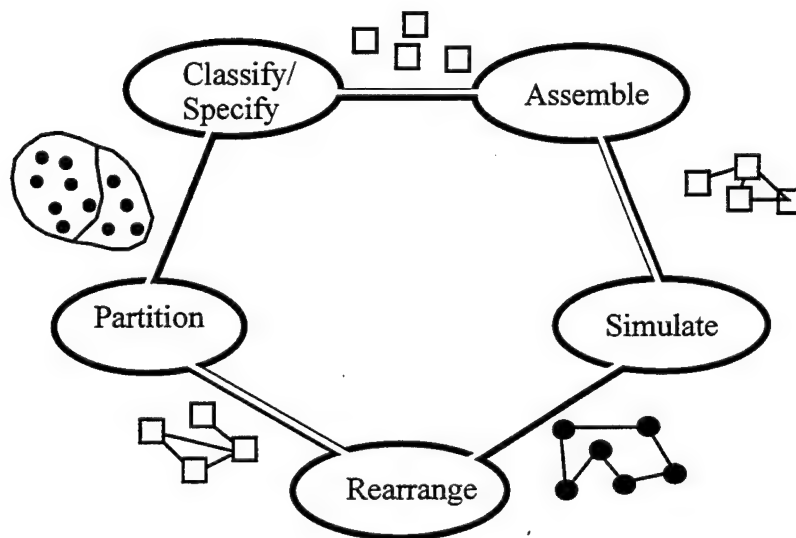 Classify/
Specify
Assemble
Partition
Simulate
Rearrange